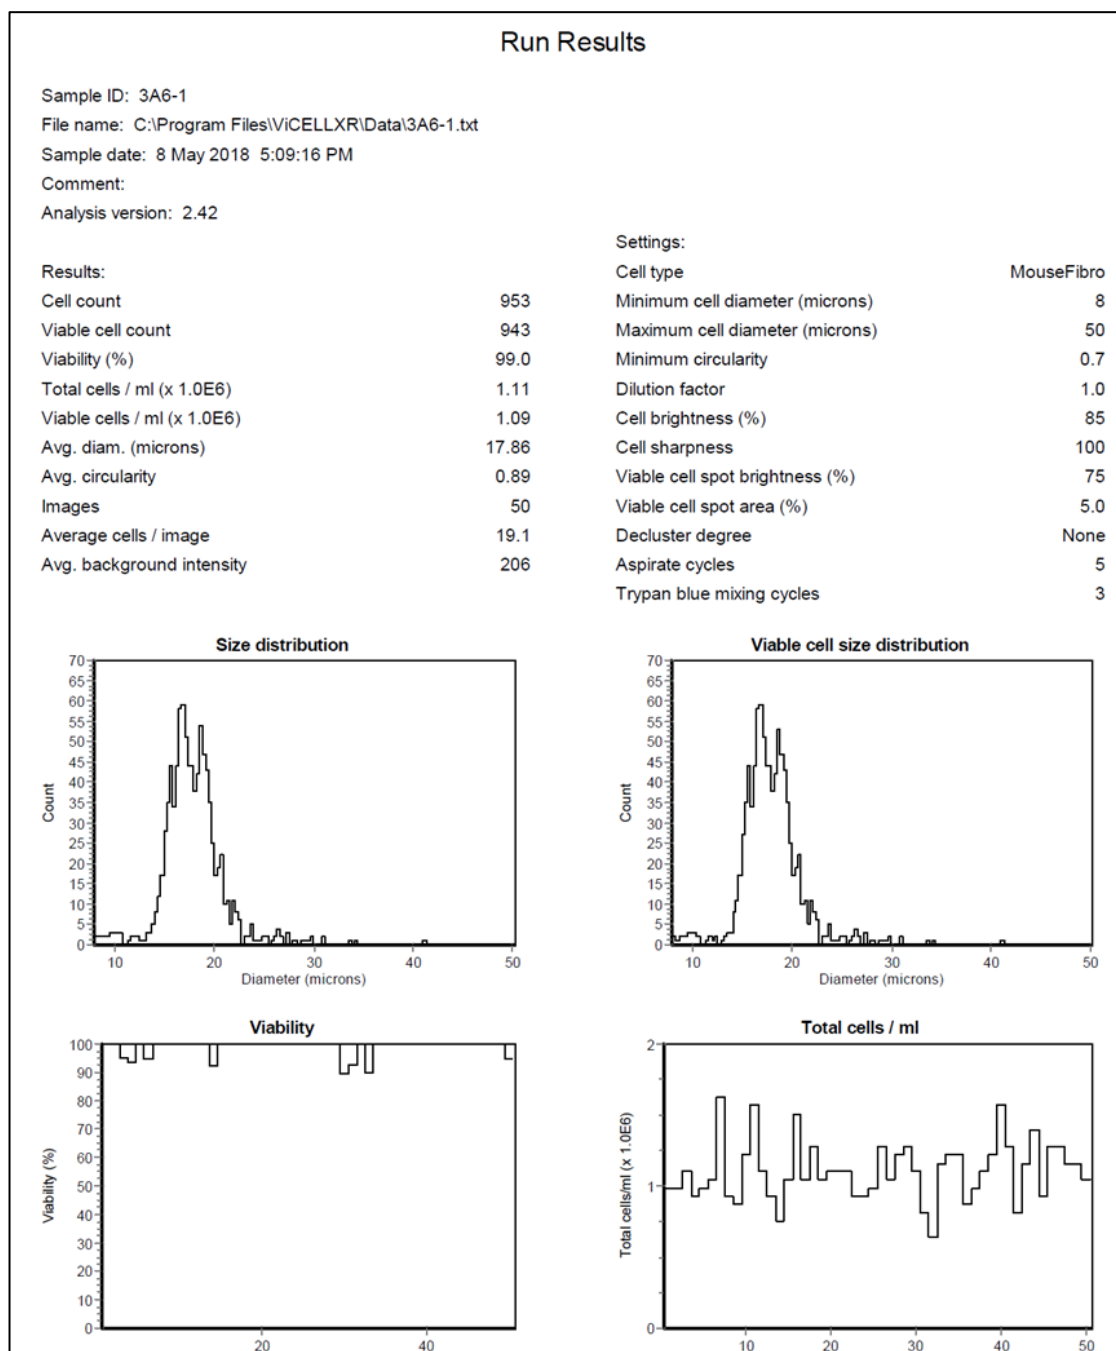 Run Results
Sample ID: 3A6-1
File name: C:\Program Files\ViCELLXR\Data\3A6-1.txt
Sample date: 8 May 2018 5:09:16 PM
Comment:
Analysis version: 2.42
Results:
Cell count 953
Viable cell count 943
Viability (%) 99.0
Total cells / ml (x 1.0E6) 1.11
Viable cells / ml (x 1.0E6) 1.09
Avg. diam. (microns) 17.86
Avg. circularity 0.89
Images 50
Average cells / image 19.1
Avg. background intensity 206
Settings:
Cell type MouseFibro
Minimum cell diameter (microns) 8
Maximum cell diameter (microns) 50
Minimum circularity 0.7
Dilution factor 1.0
Cell brightness (%) 85
Cell sharpness 100
Viable cell spot brightness (%) 75
Viable cell spot area (%) 5.0
Decluster degree None
Aspirate cycles 5
Trypan blue mixing cycles 3
Size distribution
70
65
60
55
50
45
40
35
30
25
20
15
10
5
0
Count
10 20 30 40 50
Diameter (microns)
Viable cell size distribution
70
65
60
55
50
45
40
35
30
25
20
15
10
5
0
Count
10 20 30 40 50
Diameter (microns)
Viability
100
90
80
70
60
50
40
30
20
10
0
Viability (%)
20 40
Total cells / ml
2
1
0
Total cells/ml (x 1.0E6)
10 20 30 40 50